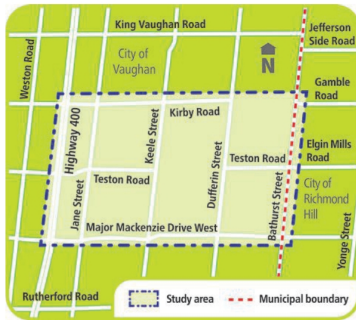 King Vaughan Road
Jefferson
Side Road
Weston Road
City of
Vaughan
N
Gamble
Road
Highway 400
Kirby Road
Keele Street
Dufferin Street
Teston Road
Elgin Mills
Road
Teston Road
Jane Street
Bathurst Street
City of
Richmond
Hill
Major Mackenzie Drive West
Yonge Street
Rutherford Road
Study area
Municipal boundary